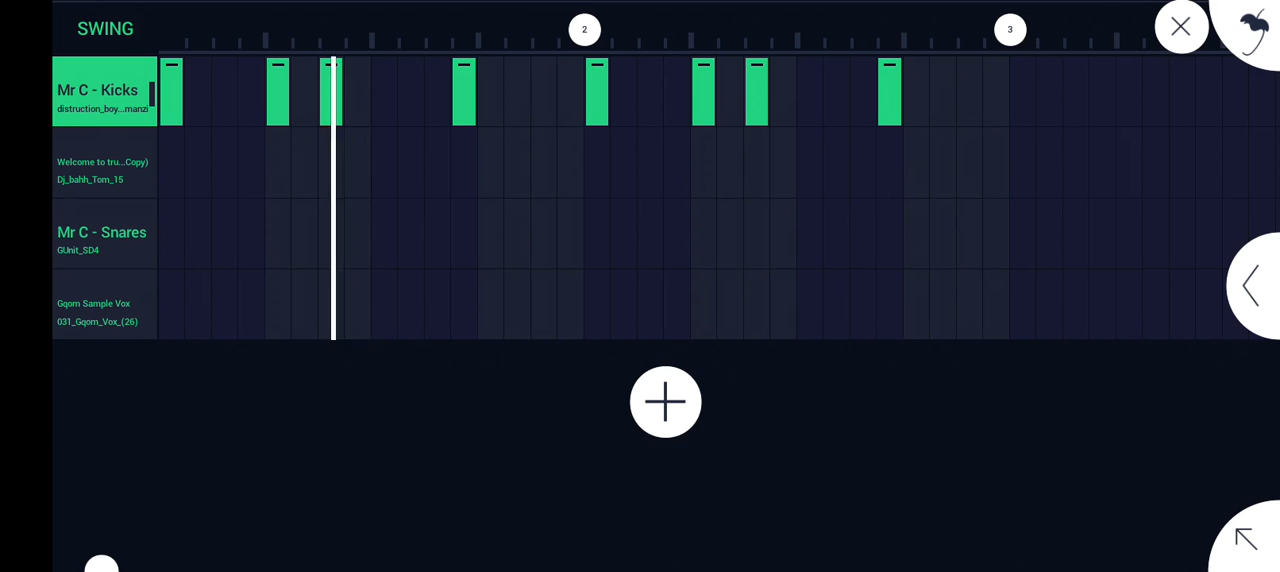 SWING
2
3
Mr C - Kicks
distruction_boy...manzi
Welcome to tru...Copy)
Dj_bahh_Tom_15
Mr C - Snares
GUnit_SD4
Gqom Sample Vox
031_Gqom_Vox_(26)